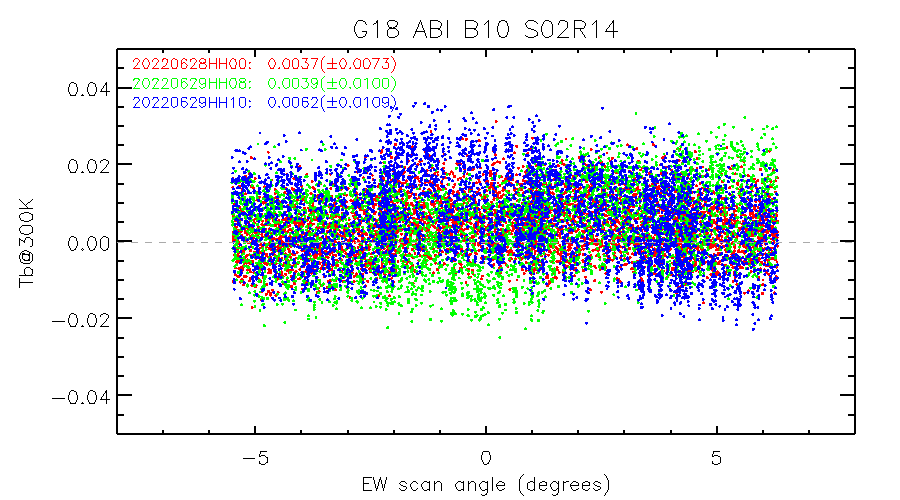 G18 ABI B10 S02R14
20220628HH00: 0.0037(±0.0073)
20220629HH08: 0.0039(±0.0100)
20220629HH10: 0.0062(±0.0109)
0.04
0.02
0.00
−0.02
−0.04
Tb@300K
−5 0 5
EW scan angle (degrees)